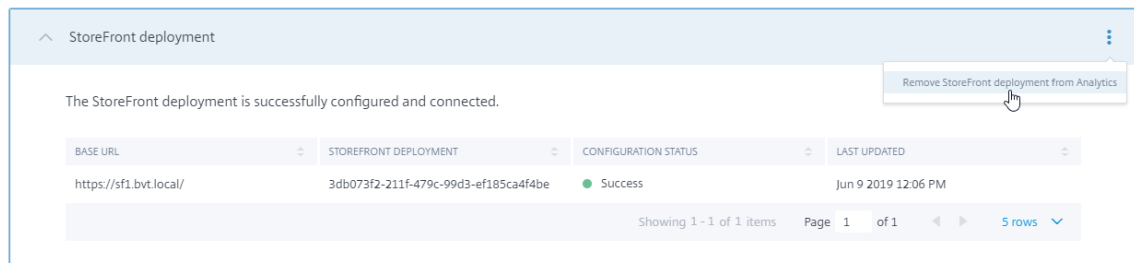 StoreFront deployment
Remove StoreFront deployment from Analytics
The StoreFront deployment is successfully configured and connected.
BASE URL STOREFRONT DEPLOYMENT CONFIGURATION STATUS LAST UPDATED
https://sf1.bvt.local/ 3db073f2-211f-479c-99d3-ef185ca4f4be Success Jun 9 2019 12:06 PM
Showing 1 - 1 of 1 items Page 1 of 1 5 rows